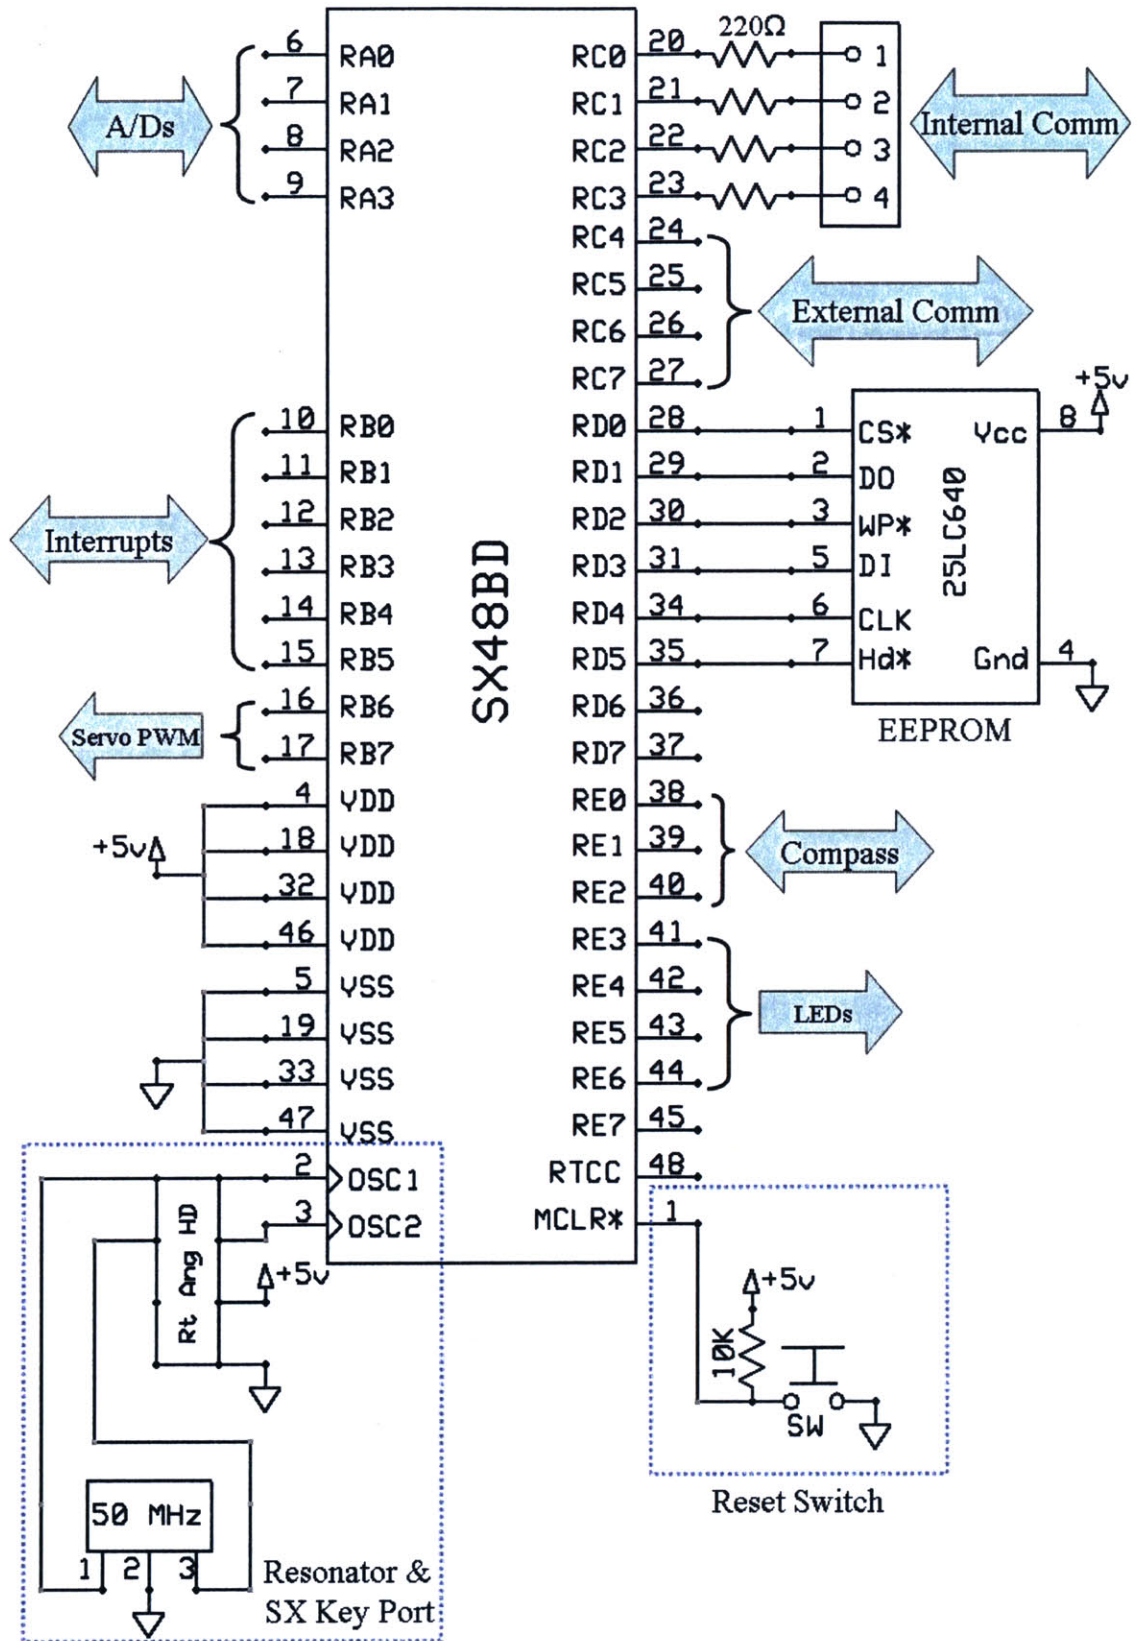 6 RA0
7 RA1
8 RA2
9 RA3
A/Ds
10 RB0
11 RB1
12 RB2
13 RB3
14 RB4
15 RB5
Interrupts
16 RB6
17 RB7
Servo PWM
4 VDD
18 VDD
32 VDD
46 VDD
+5v
5 VSS
19 VSS
33 VSS
47 VSS
2 OSC1
3 OSC2
Rt Ang HD
+5v
50 MHz
1 2 3
Resonator &
SX Key Port
SX48BD
RC0 20 220Ω 1
RC1 21 2
RC2 22 3
RC3 23 4
Internal Comm
RC4 24
RC5 25
RC6 26
RC7 27
External Comm
RD0 28 1 CS* Vcc 8 +5v
RD1 29 2 DO
RD2 30 3 WP*
RD3 31 5 DI
RD4 34 6 CLK
RD5 35 7 Hd* Gnd 4
25LC640
EEPROM
RD6 36
RD7 37
RE0 38
RE1 39
RE2 40
Compass
RE3 41
RE4 42
RE5 43
RE6 44
LEDs
RE7 45
RTCC 48
MCLR* 1
+5v
10K
SW
Reset Switch